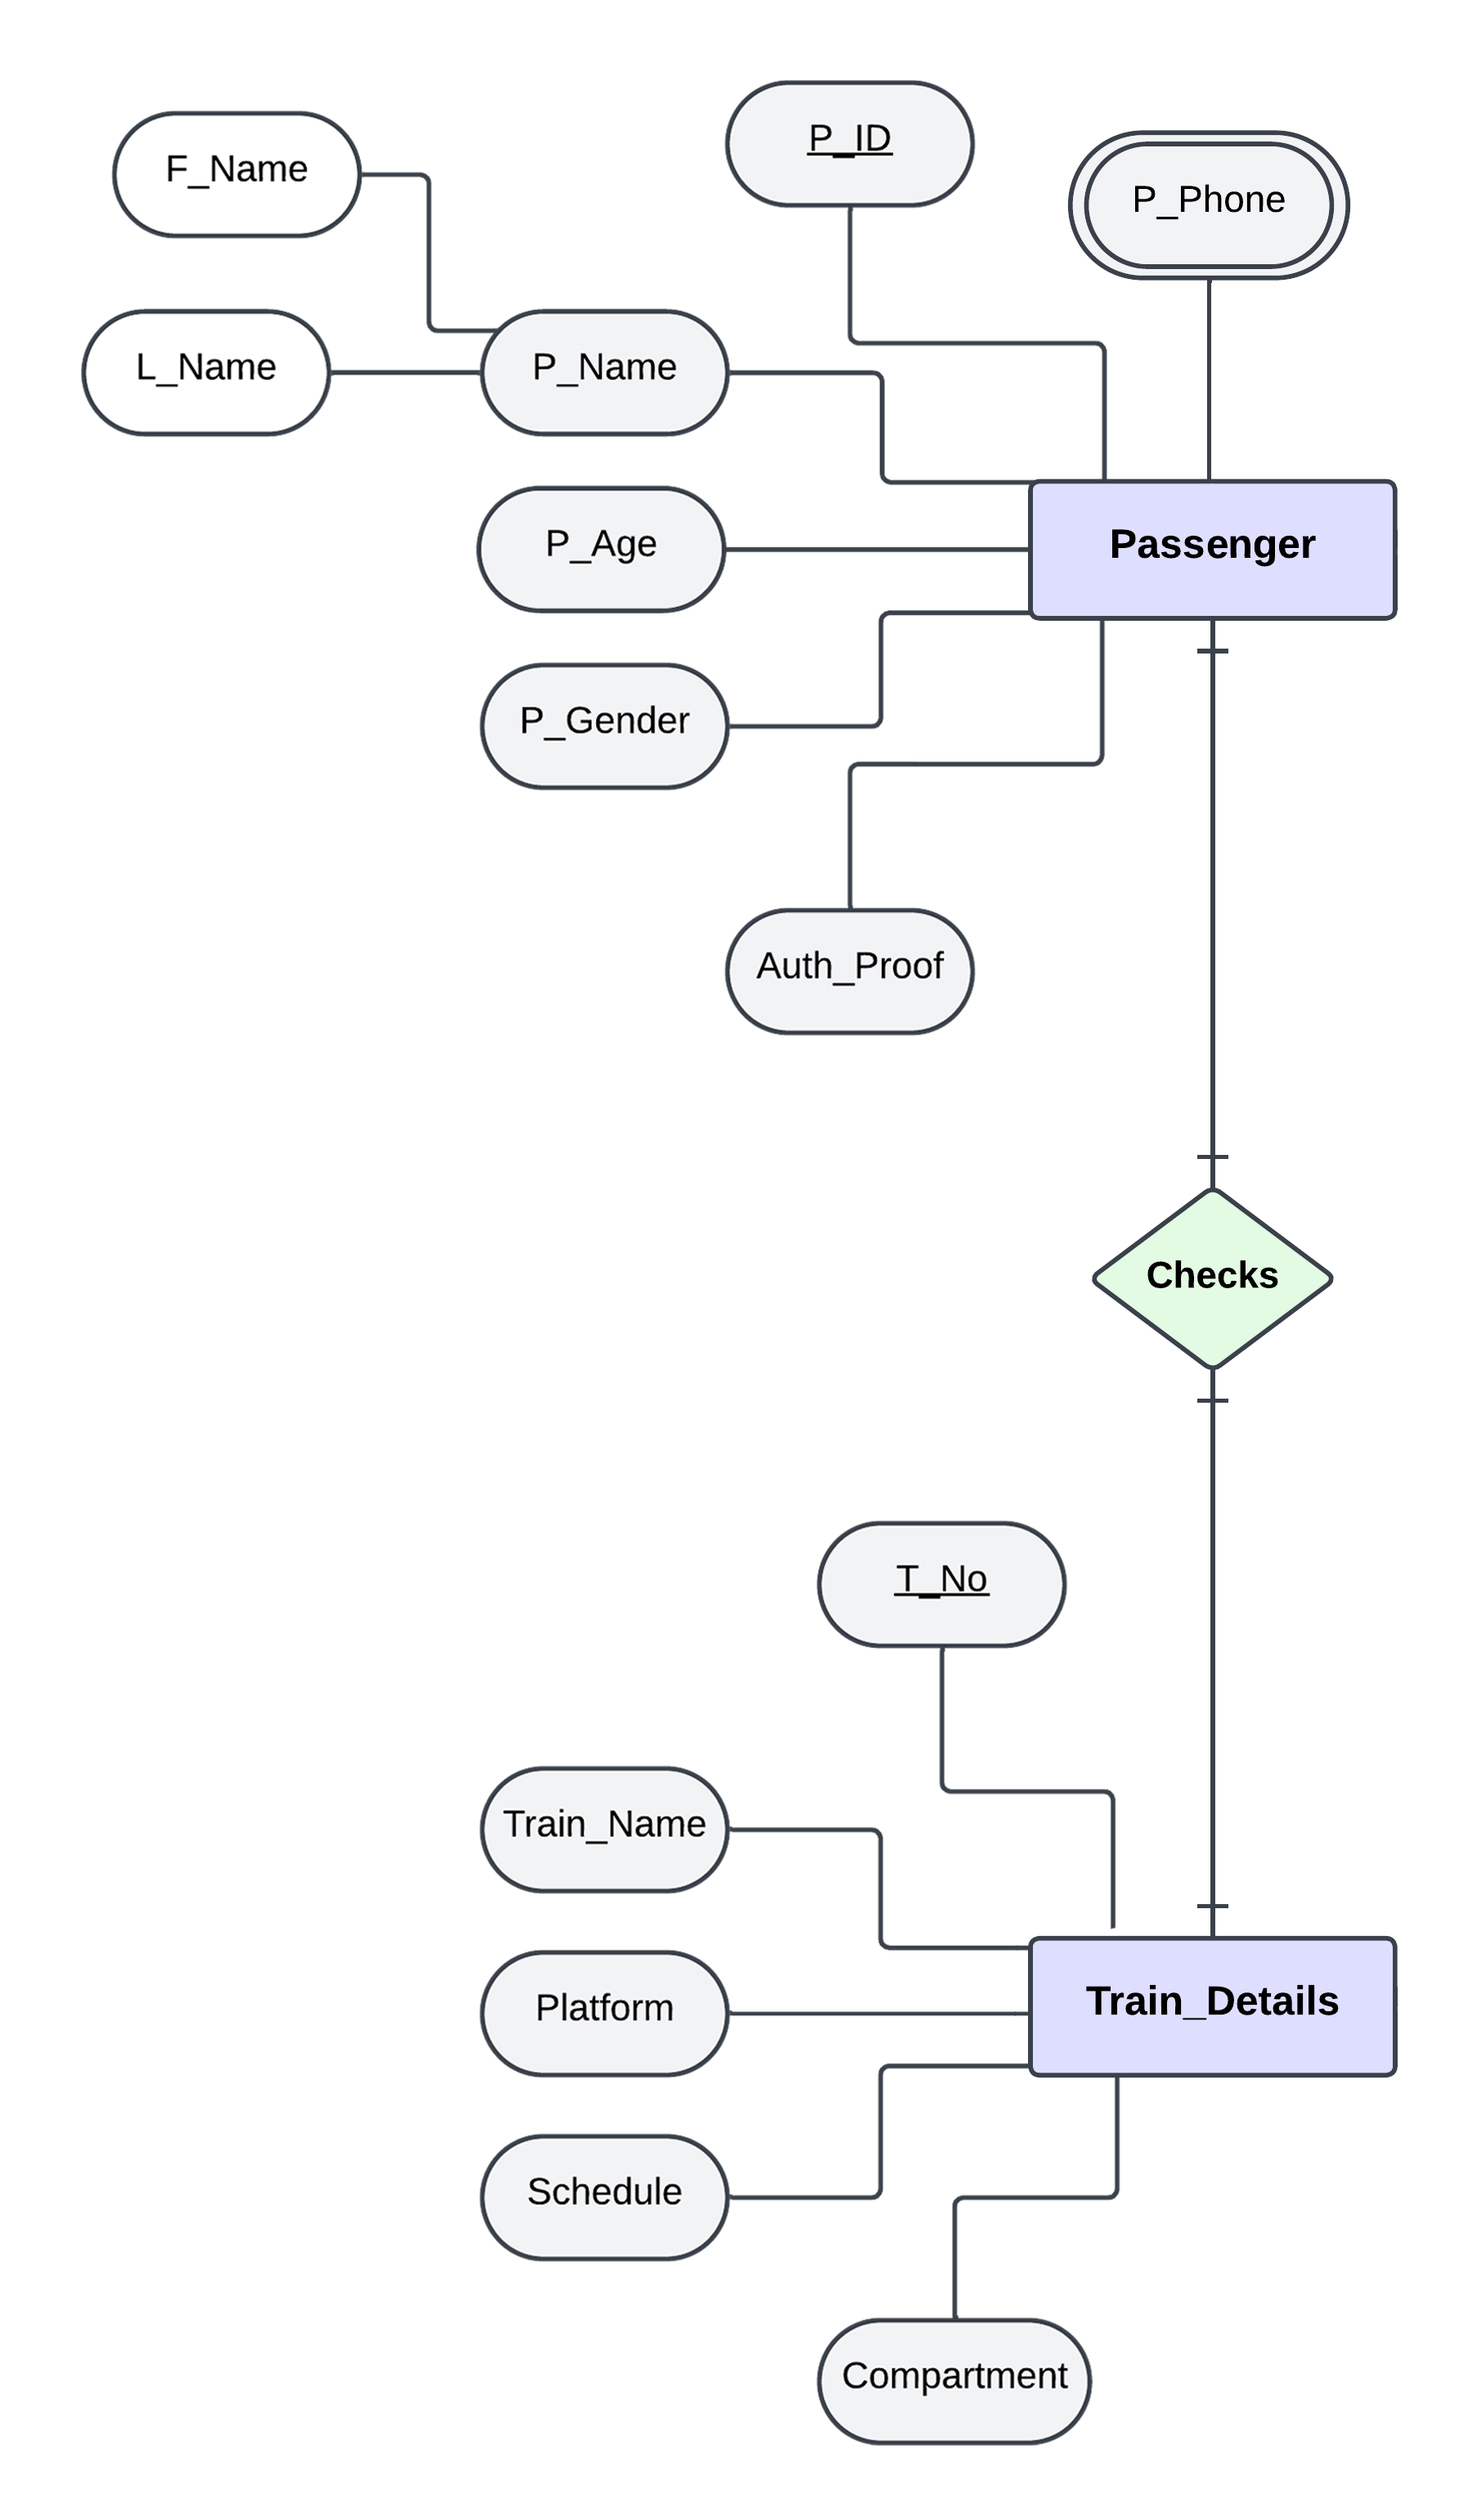 P_ID
F_Name
P_Phone
L_Name
P_Name
P_Age
Passenger
P_Gender
Auth_Proof
Checks
T_No
Train_Name
Platform
Train_Details
Schedule
Compartment